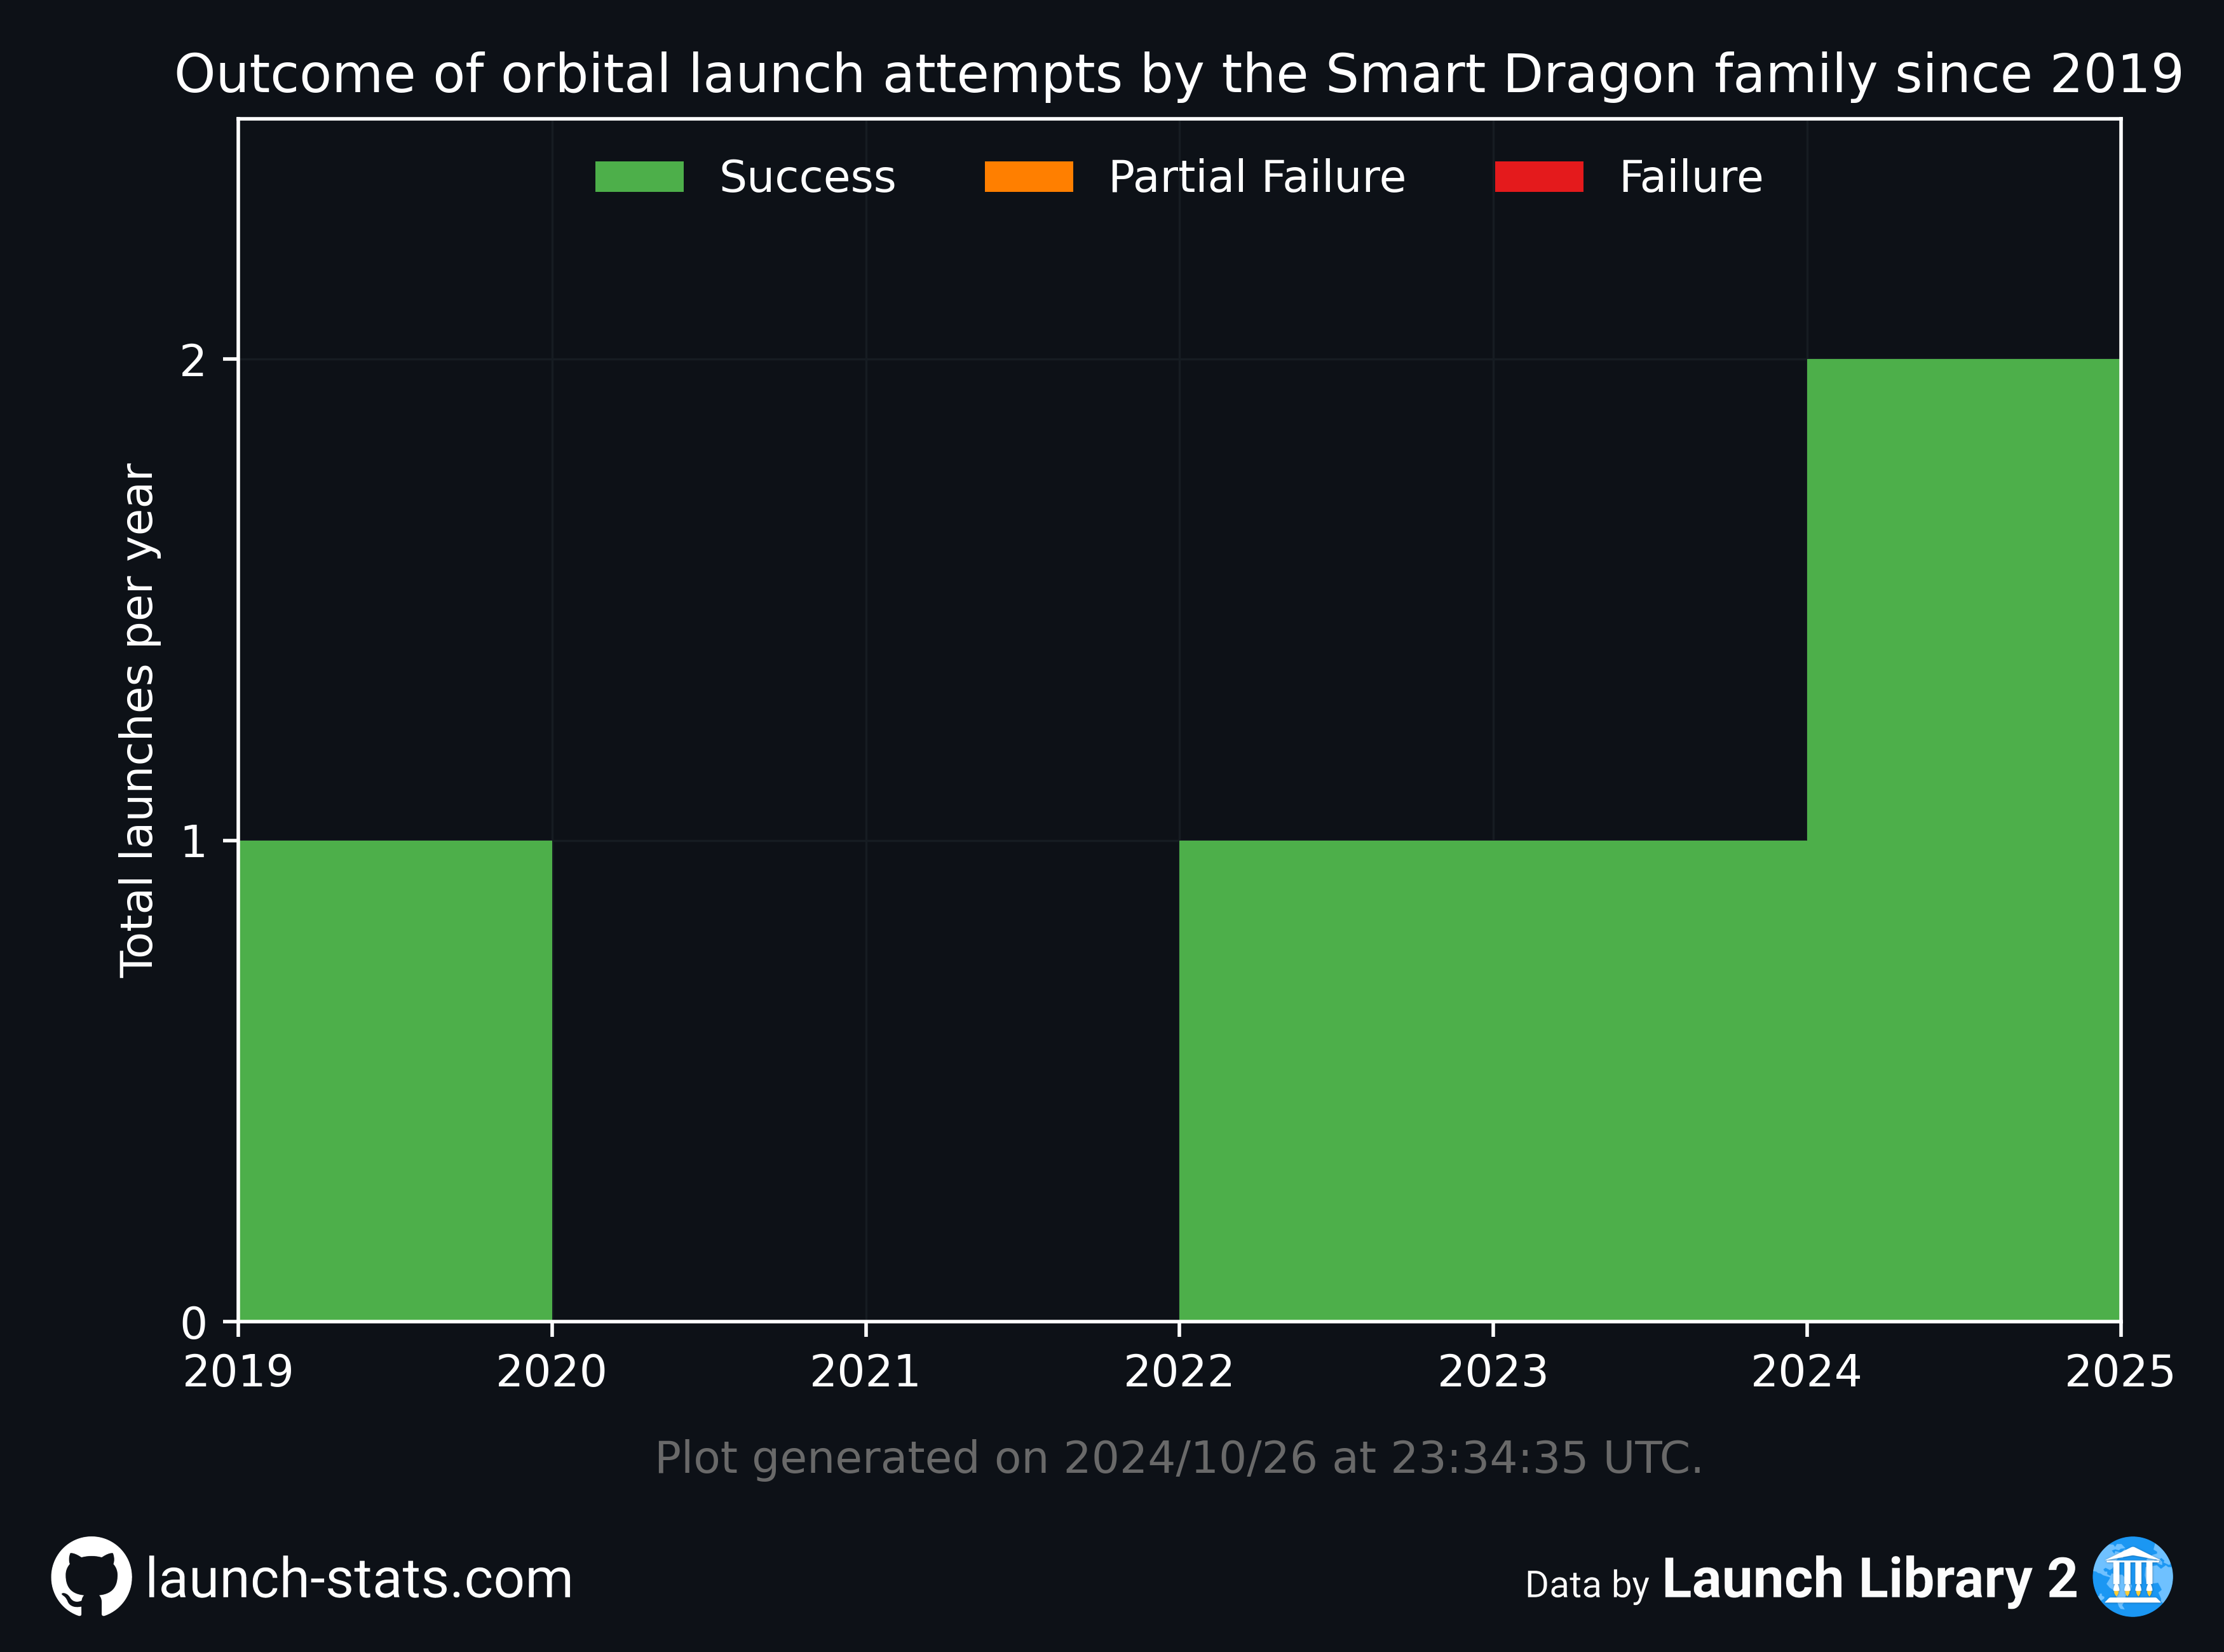 Outcome of orbital launch attempts by the Smart Dragon family since 2019
Success
Partial Failure
Failure
Total launches per year
2
1
0
2019
2020
2021
2022
2023
2024
2025
Plot generated on 2024/10/26 at 23:34:35 UTC.
launch-stats.com
Data by Launch Library 2